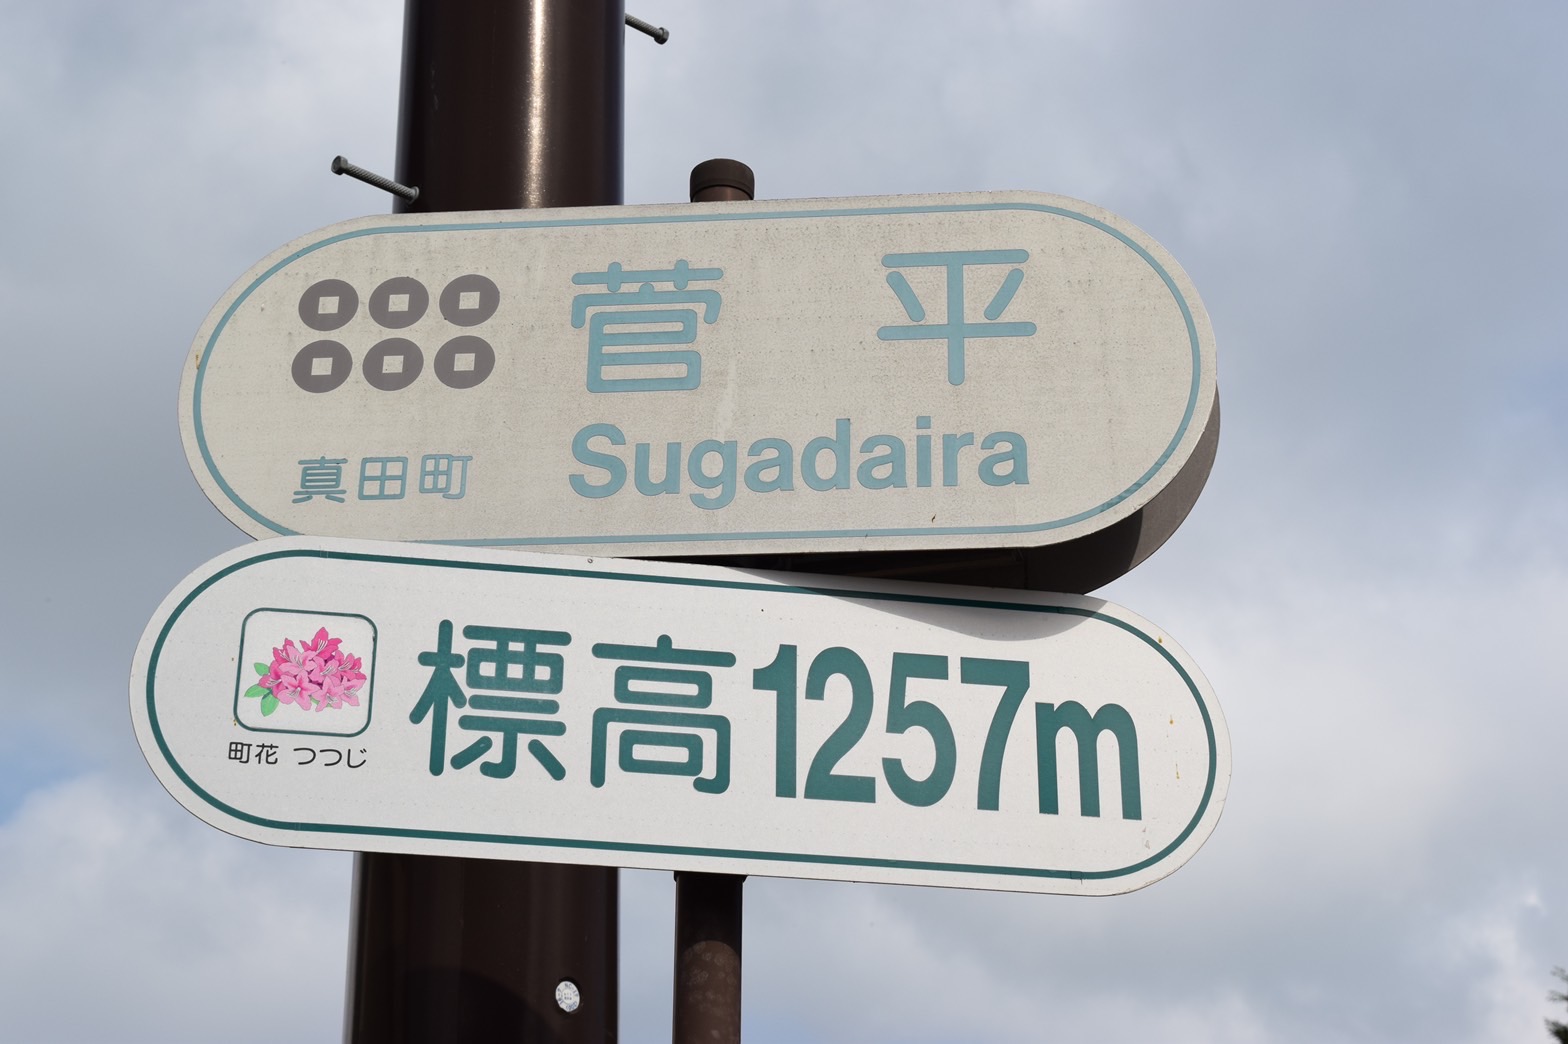 菅平
真田町 Sugadaira
標高1257m
町花 つつじ